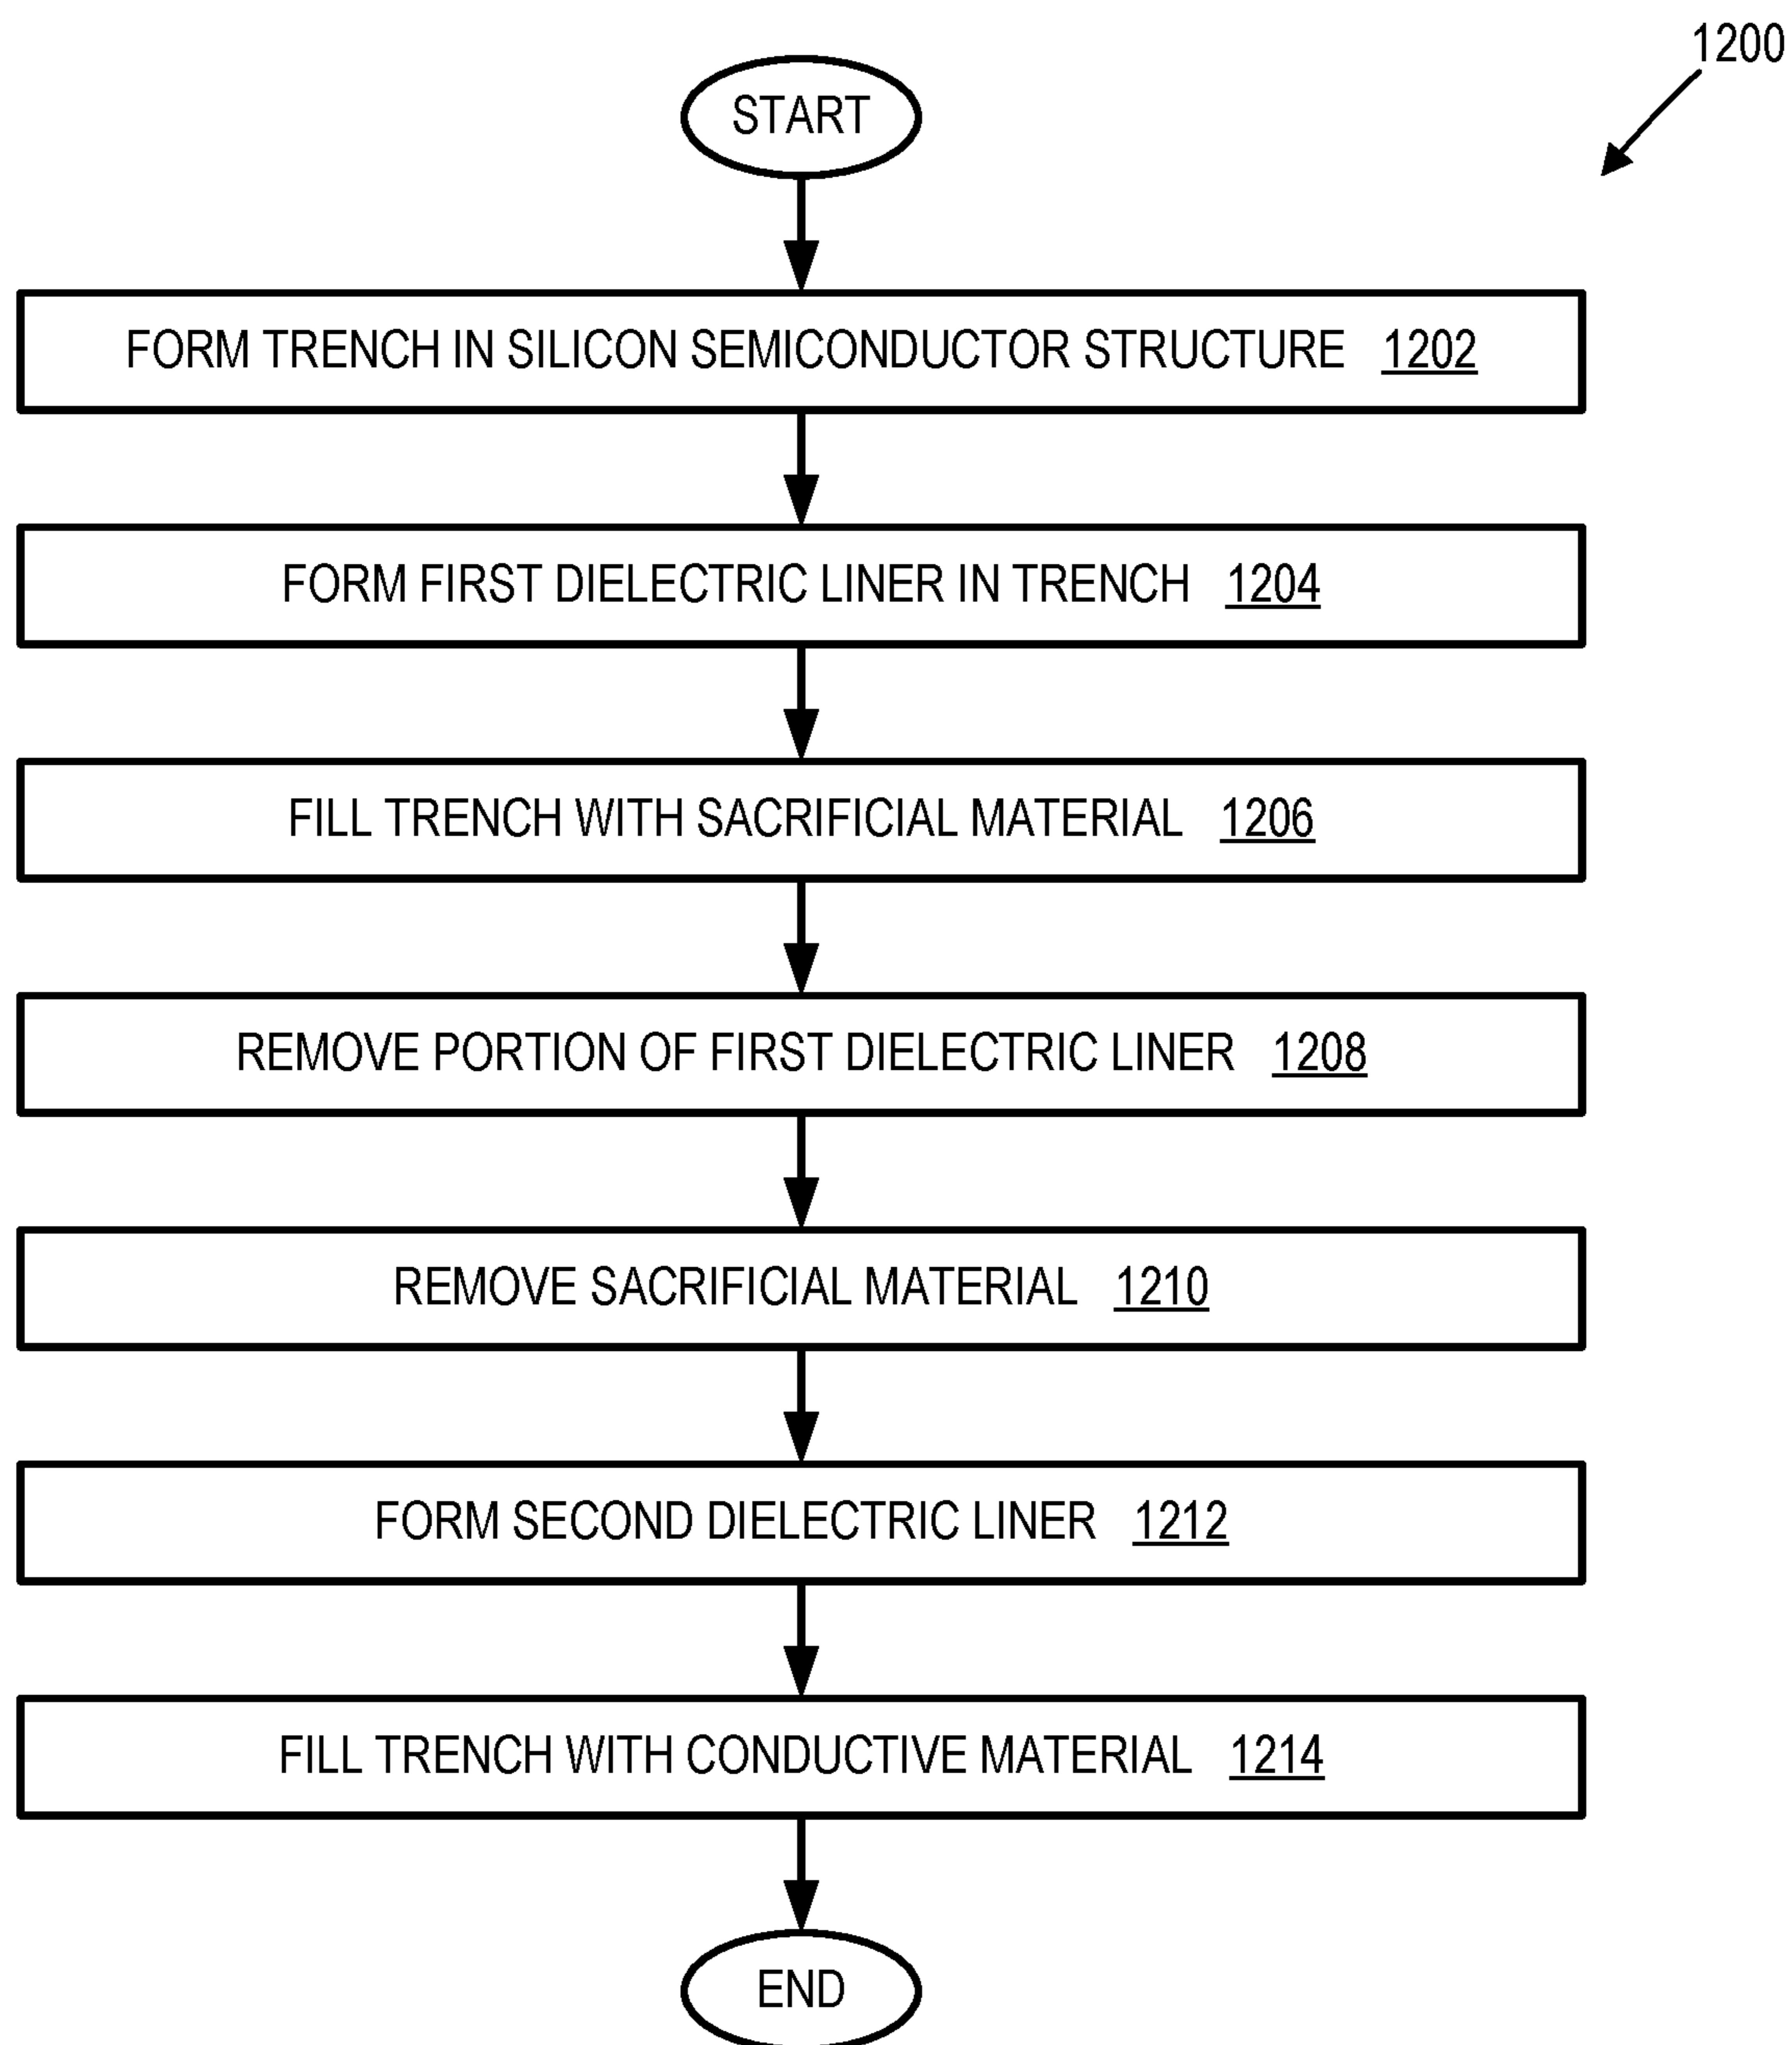 1200
START
FORM TRENCH IN SILICON SEMICONDUCTOR STRUCTURE 1202
FORM FIRST DIELECTRIC LINER IN TRENCH 1204
FILL TRENCH WITH SACRIFICIAL MATERIAL 1206
REMOVE PORTION OF FIRST DIELECTRIC LINER 1208
REMOVE SACRIFICIAL MATERIAL 1210
FORM SECOND DIELECTRIC LINER 1212
FILL TRENCH WITH CONDUCTIVE MATERIAL 1214
END